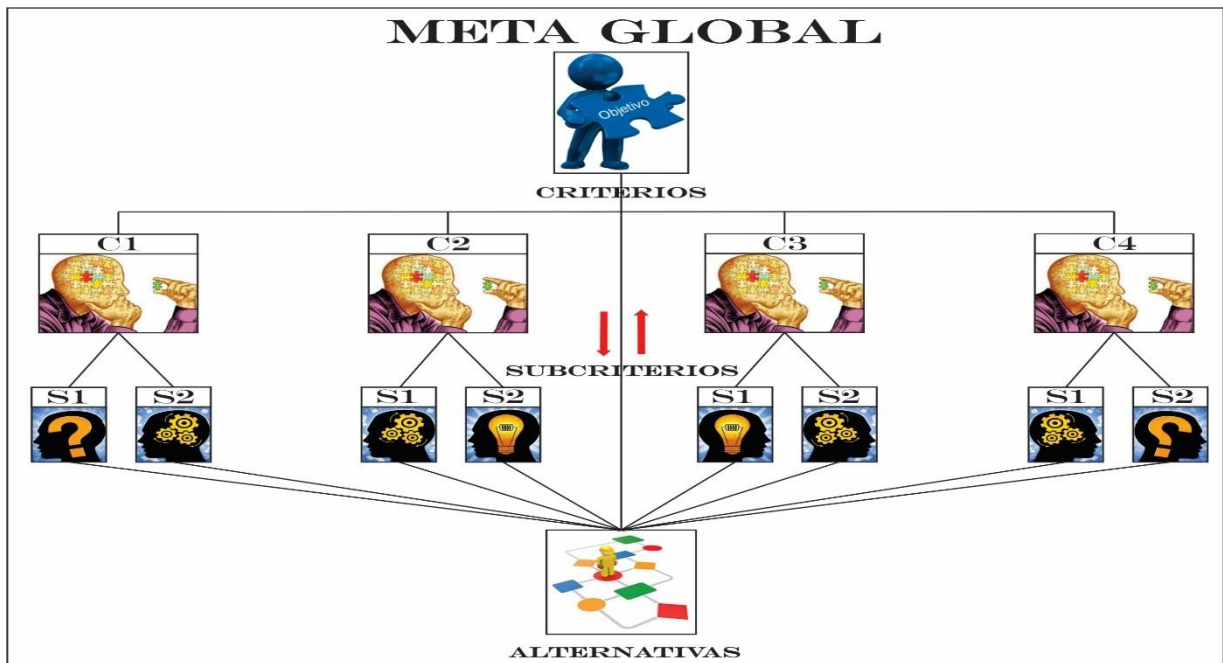 META GLOBAL
Objetivo
CRITERIOS
C1 C2 C3 C4
SUBCRITERIOS
S1 S2 S1 S2 S1 S2 S1 S2
ALTERNATIVAS